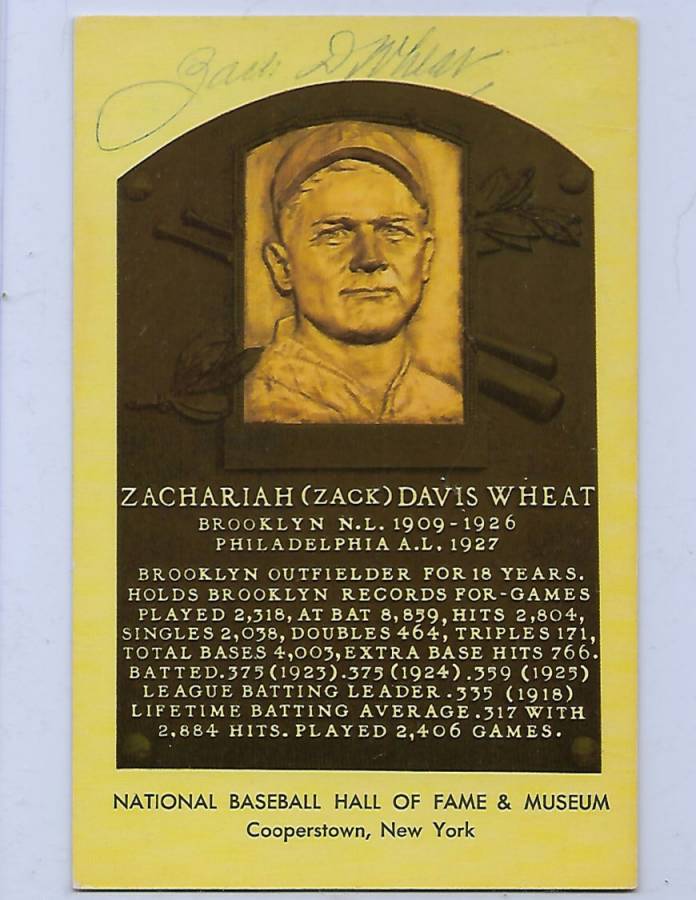 Zack D Wheat
ZACHARIAH (ZACK) DAVIS WHEAT
BROOKLYN N.L. 1909-1926
PHILADELPHIA A.L. 1927
BROOKLYN OUTFIELDER FOR 18 YEARS.
HOLDS BROOKLYN RECORDS FOR-GAMES
PLAYED 2,318, AT BAT 8,859, HITS 2,804,
SINGLES 2,038, DOUBLES 464, TRIPLES 171,
TOTAL BASES 4,003, EXTRA BASE HITS 766.
BATTED .375 (1923) .375 (1924) .359 (1925)
LEAGUE BATTING LEADER .335 (1918)
LIFETIME BATTING AVERAGE .317 WITH
2,884 HITS. PLAYED 2,406 GAMES.
NATIONAL BASEBALL HALL OF FAME & MUSEUM
Cooperstown, New York